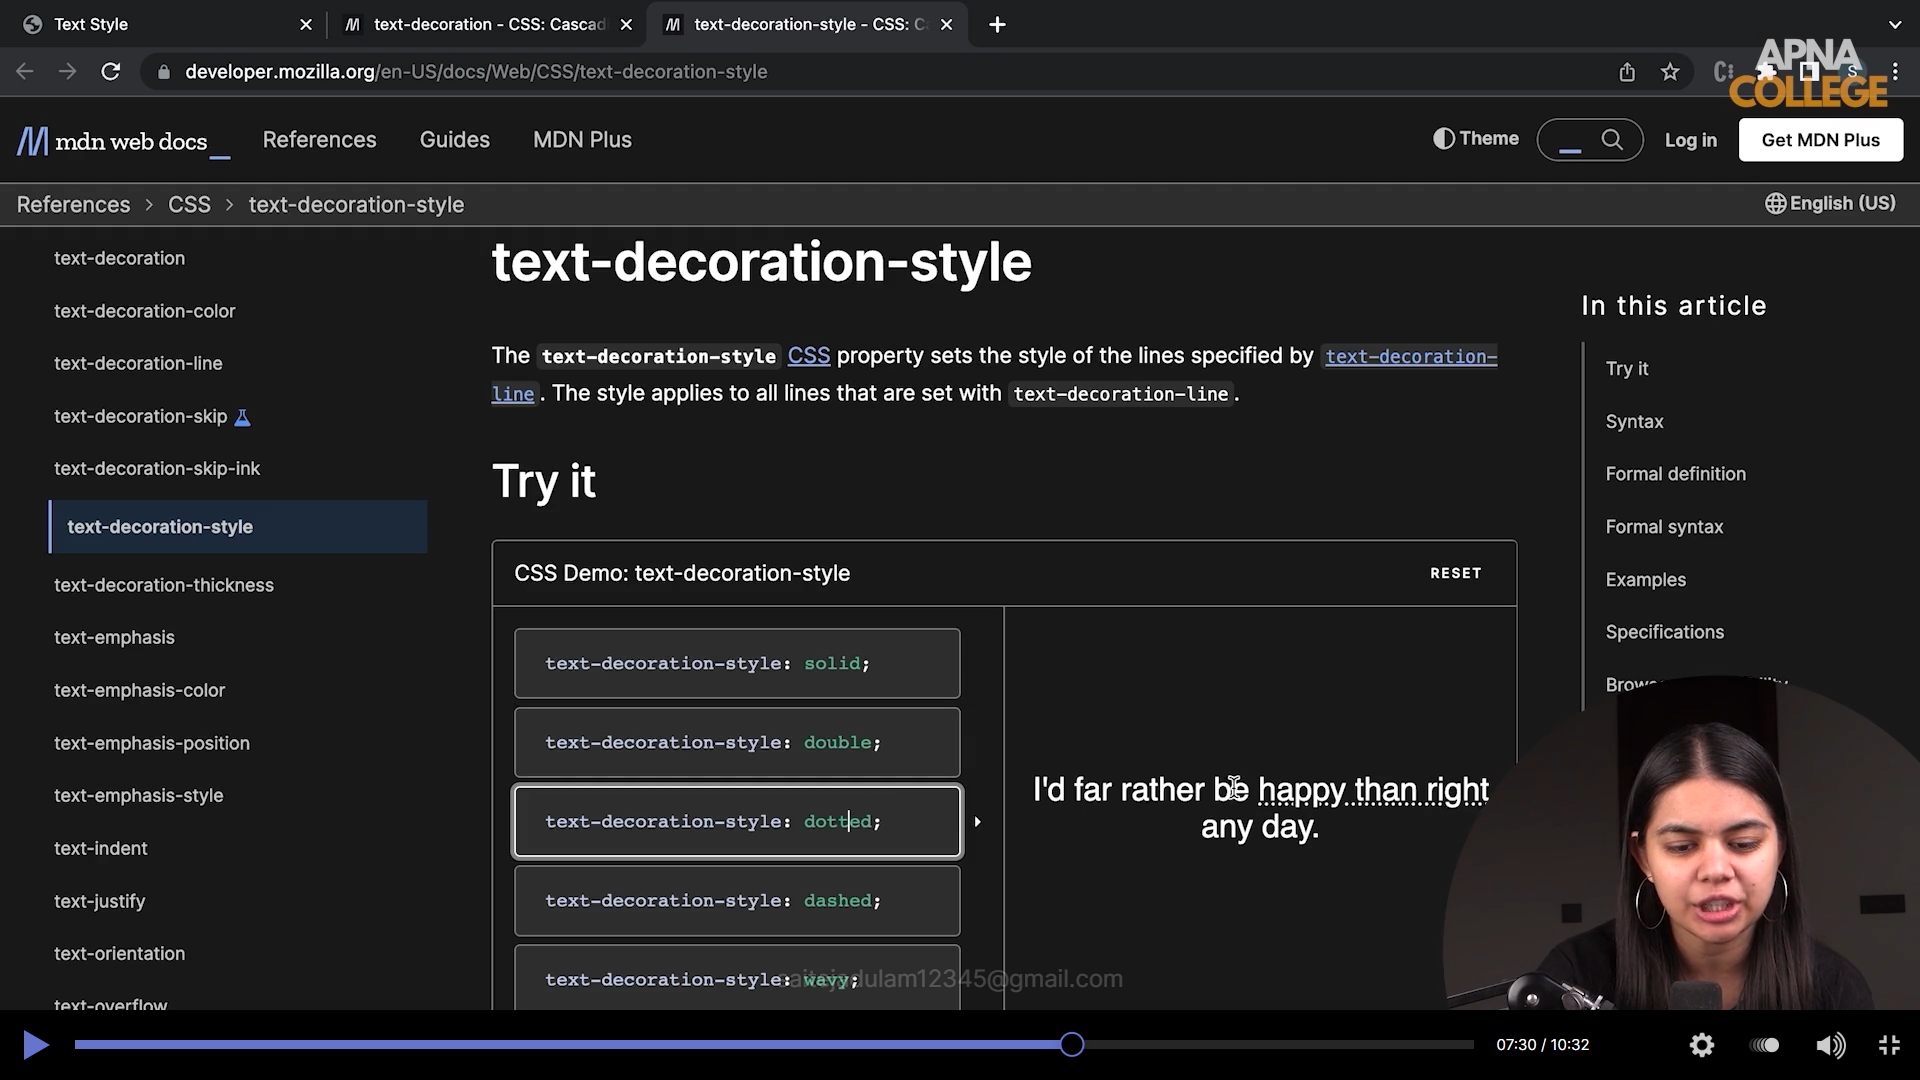 Text Style
text-decoration - CSS: Cascad
text-decoration-style - CSS: C
developer.mozilla.org/en-US/docs/Web/CSS/text-decoration-style
APNA
COLLEGE
S
mdn web docs
References
Guides
MDN Plus
Theme
Log in
Get MDN Plus
References > CSS > text-decoration-style
English (US)
text-decoration
text-decoration-color
text-decoration-line
text-decoration-skip
text-decoration-skip-ink
text-decoration-style
text-decoration-thickness
text-emphasis
text-emphasis-color
text-emphasis-position
text-emphasis-style
text-indent
text-justify
text-orientation
text-overflow
text-decoration-style
The text-decoration-style CSS property sets the style of the lines specified by text-decoration-
line. The style applies to all lines that are set with text-decoration-line.
Try it
CSS Demo: text-decoration-style
RESET
text-decoration-style: solid;
text-decoration-style: double;
text-decoration-style: dotted;
text-decoration-style: dashed;
text-decoration-style: wavy;
I'd far rather be happy than right
any day.
In this article
Try it
Syntax
Formal definition
Formal syntax
Examples
Specifications
07:30 / 10:32